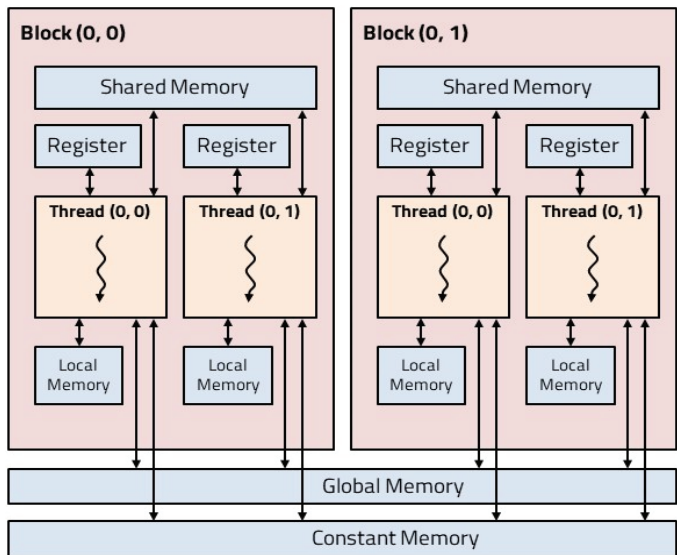 Block (0, 0)
Shared Memory
Register
Register
Thread (0, 0)
Thread (0, 1)
Local
Memory
Local
Memory
Block (0, 1)
Shared Memory
Register
Register
Thread (0, 0)
Thread (0, 1)
Local
Memory
Local
Memory
Global Memory
Constant Memory